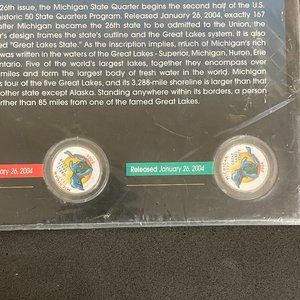 26th issue, the Michigan State Quarter begins the second half of the U.S.
historic 50 State Quarters Program. Released January 26, 2004, exactly 167
after Michigan became the 26th state to be admitted to the Union, the
er's design frames the state's outline and the Great Lakes system. It is also
ed "Great Lakes State." As the inscription implies, much of Michigan's rich
was written in the waters of the Great Lakes - Superior, Michigan, Huron, Erie
ntario. Five of the world's largest lakes, together they encompass over
miles and form the largest body of fresh water in the world. Michigan
s four of the five Great Lakes, and its 3,288-mile shoreline is larger than that
other state except Alaska. Standing anywhere within its borders, a person
rther than 85 miles from one of the famed Great Lakes.
ary 26, 2004
Released January 26, 2004